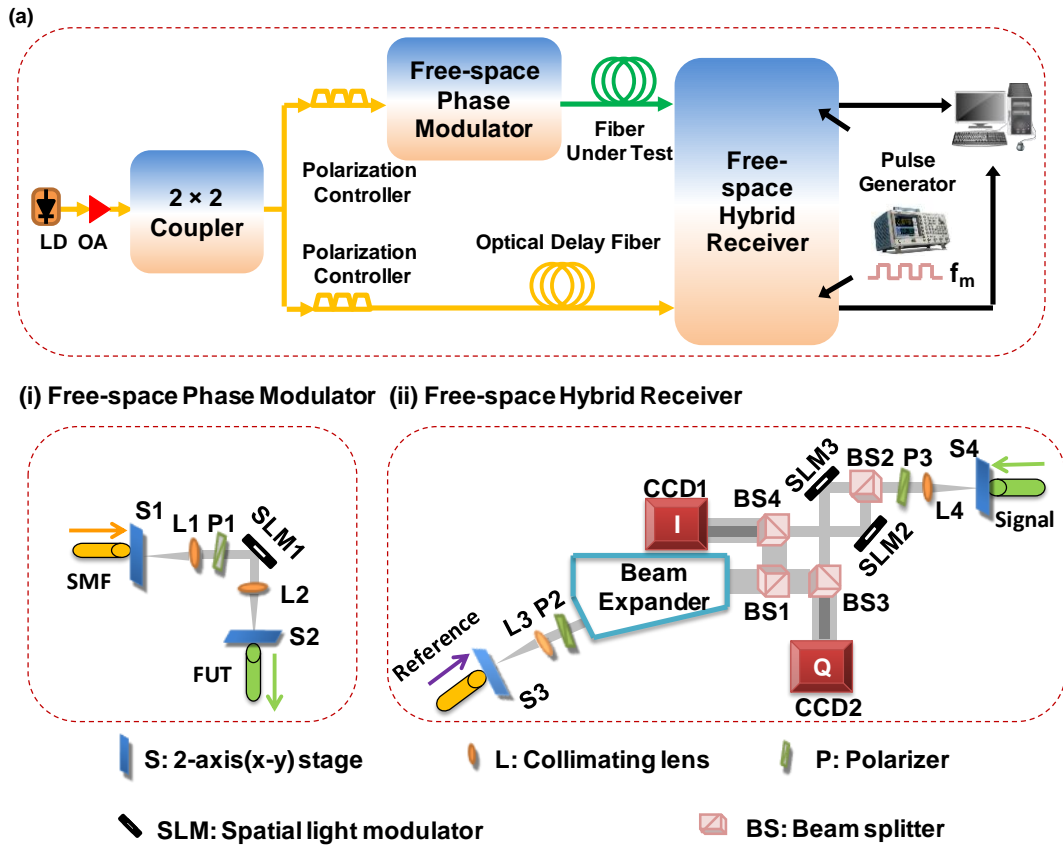 (a)
Free-space
Phase
Modulator
Fiber
Under Test
Polarization
Controller
2 × 2
Coupler
LD OA
Free-
space
Hybrid
Receiver
Pulse
Generator
fm
Polarization
Controller
Optical Delay Fiber
(i) Free-space Phase Modulator
S1
L1 P1
SLM1
SMF
L2
S2
FUT
(ii) Free-space Hybrid Receiver
SLM3
BS2
P3
S4
CCD1
BS4
I
L4
Signal
SLM2
Beam
Expander
BS1
BS3
L3 P2
Reference
S3
Q
CCD2
S: 2-axis(x-y) stage
L: Collimating lens
P: Polarizer
SLM: Spatial light modulator
BS: Beam splitter